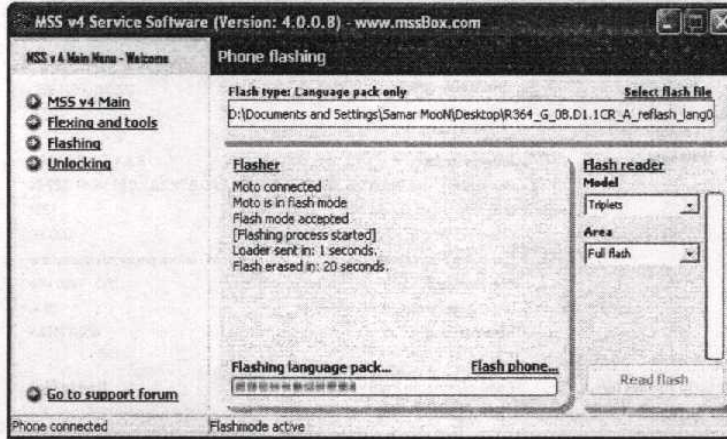 MSS v4 Service Software (Version: 4.0.0.8) - www.mssBox.com
MSS v 4 Main Menu - Welcome
Phone flashing
MSS v4 Main
Flexing and tools
Flashing
Unlocking
Go to support forum
Flash type: Language pack only
Select flash file
D:\Documents and Settings\Samar MooN\Desktop\R364_G_0B.D1.1CR_A_reflash_lang0
Flasher
Moto connected
Moto is in flash mode
Flash mode accepted
[Flashing process started]
Loader sent in: 1 seconds.
Flash erased in: 20 seconds.
Flashing language pack...
Flash phone...
Flash reader
Model
Triplets
Area
Full flash
Read flash
Phone connected
Flashmode active